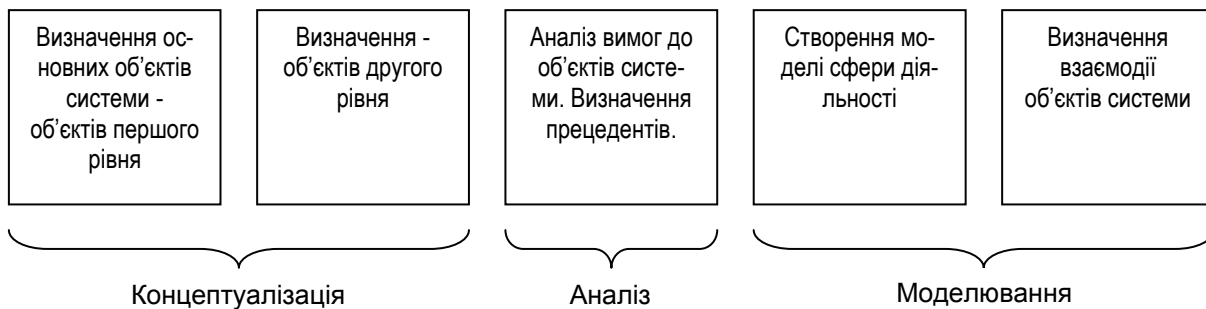 Визначення ос-
новних об’єктів
системи -
об’єктів першого
рівня
Визначення -
об’єктів другого
рівня
Аналіз вимог до
об’єктів систе-
ми. Визначення
прецедентів.
Створення мо-
делі сфери дія-
льності
Визначення
взаємодії
об’єктів системи
Концептуалізація
Аналіз
Моделювання